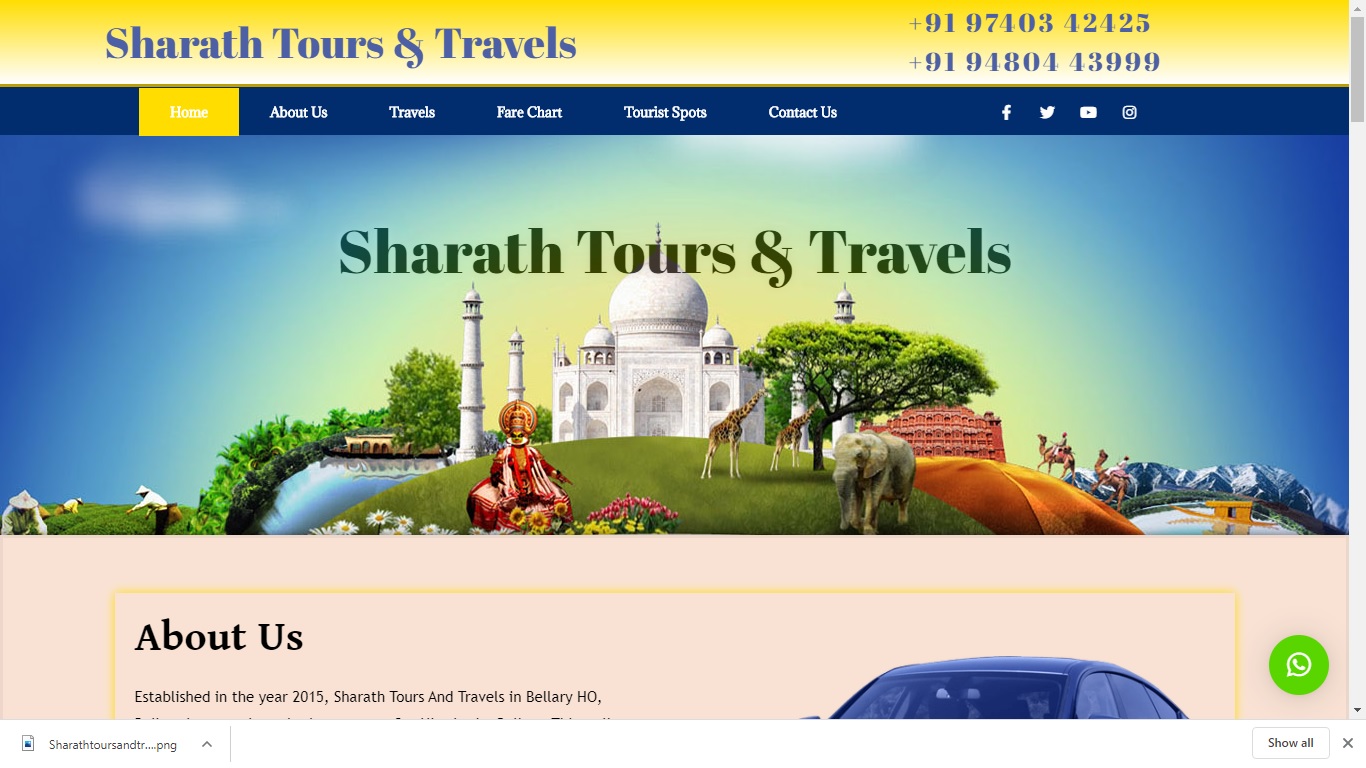 Sharath Tours & Travels
+91 97403 42425
+91 94804 43999
Home About Us Travels Fare Chart Tourist Spots Contact Us
Sharath Tours & Travels
About Us
Established in the year 2015, Sharath Tours And Travels in Bellary HO,
Sharathtoursandtr....png
Show all